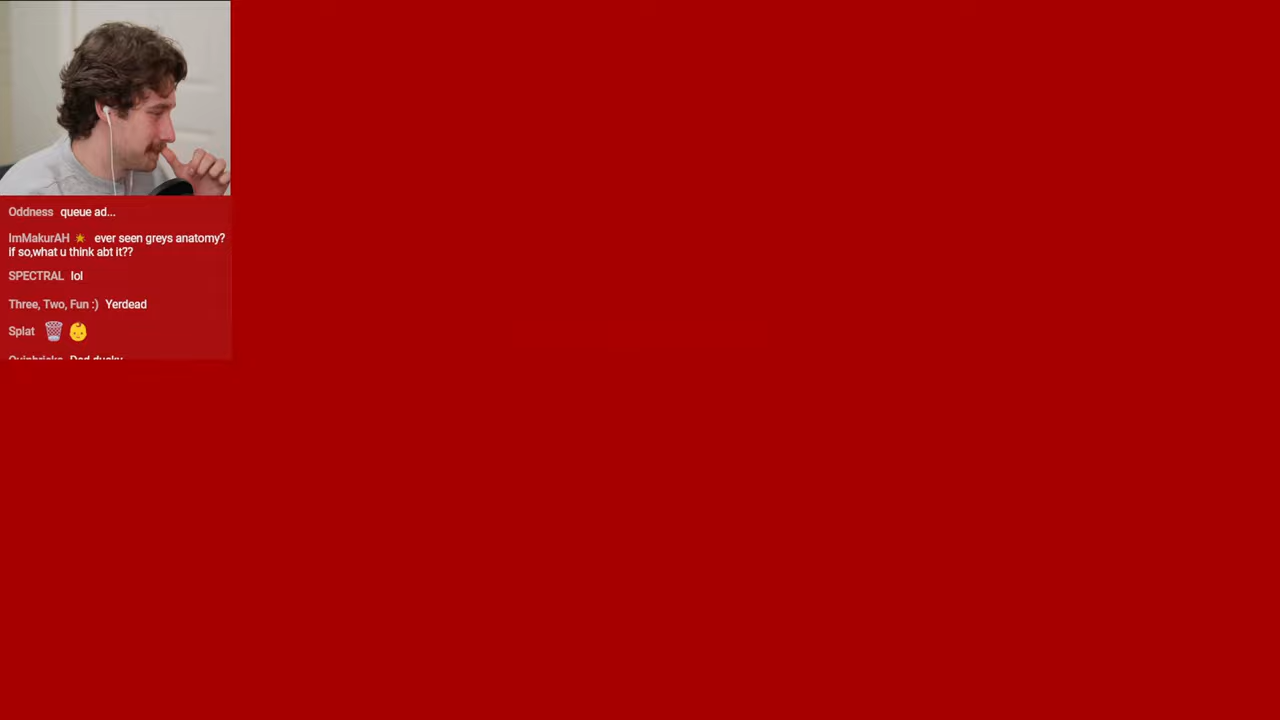 Oddness queue ad...
ImMakurAH ever seen greys anatomy?
if so,what u think abt it??
SPECTRAL lol
Three, Two, Fun :) Yerdead
Splat